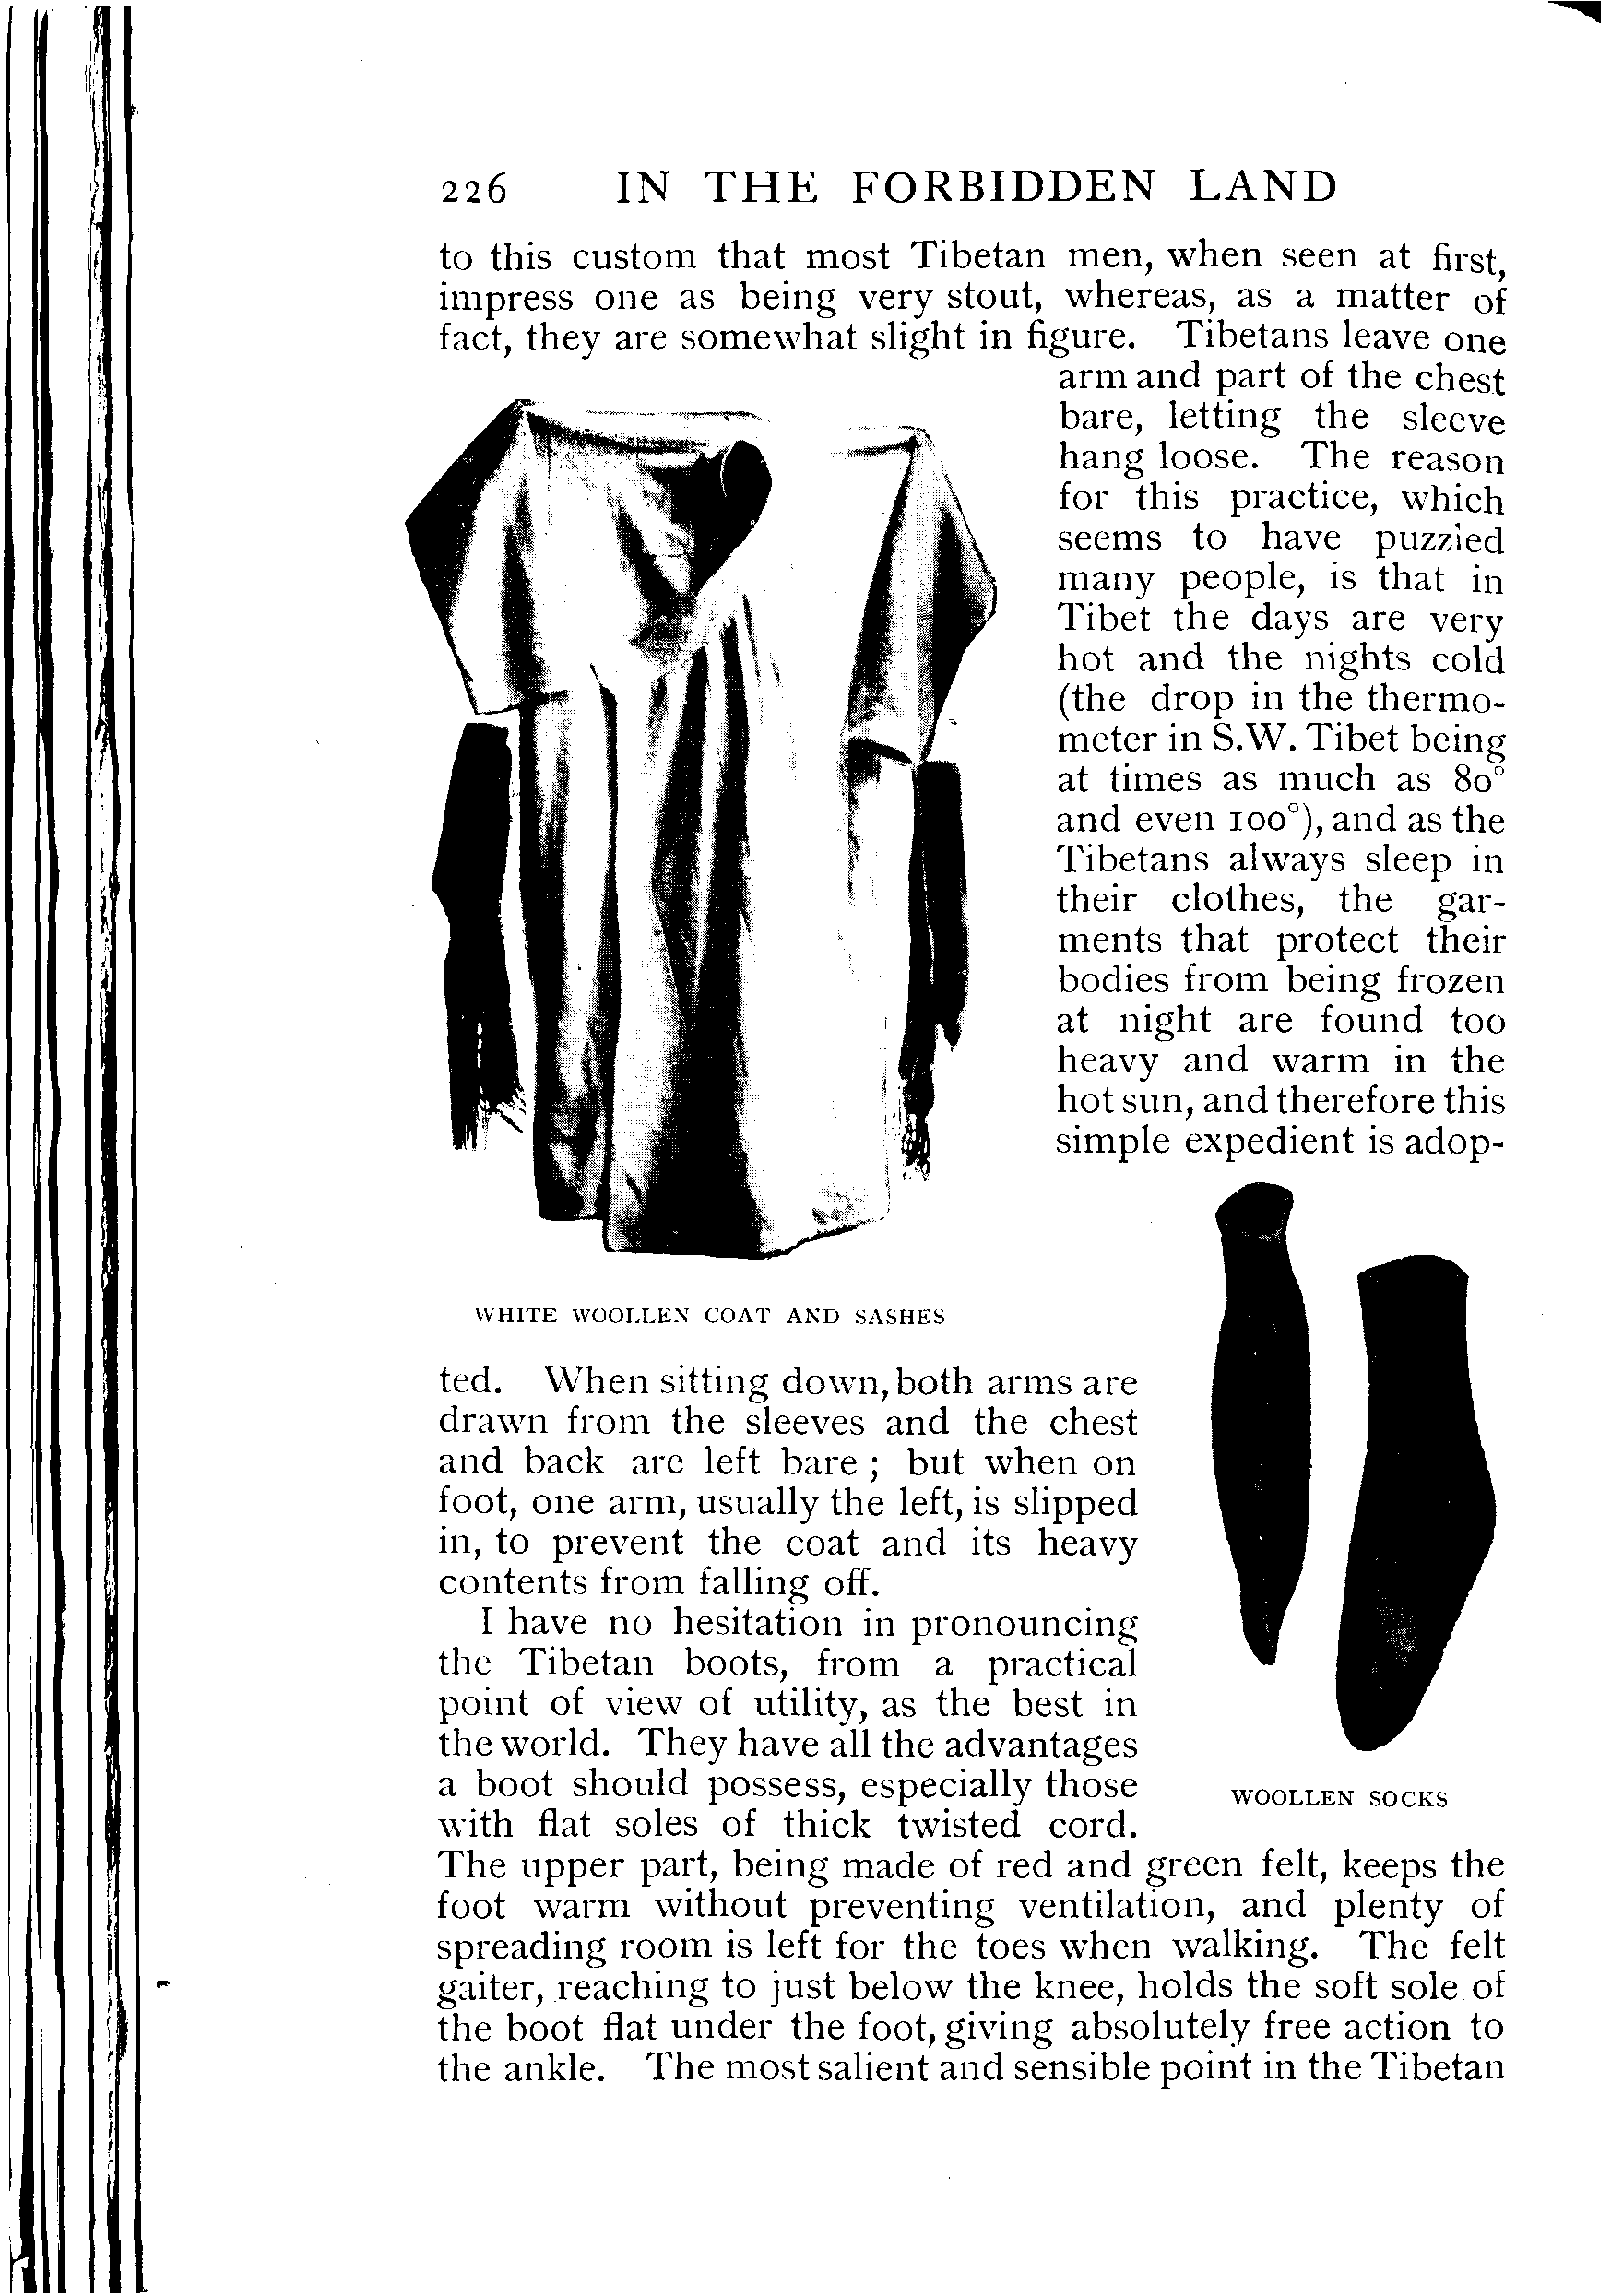 226 IN THE FORBIDDEN LAND
to this custom that most Tibetan men, when seen at first,
impress one as being very stout, whereas, as a matter of
fact, they are somewhat slight in figure. Tibetans leave one
arm and part of the chest
bare, letting the sleeve
hang loose. The reason
for this practice, which
seems to have puzzled
many people, is that in
Tibet the days are very
hot and the nights cold
(the drop in the thermo-
meter in S.W. Tibet being
at times as much as 80°
and even 100°), and as the
Tibetans always sleep in
their clothes, the gar-
ments that protect their
bodies from being frozen
at night are found too
heavy and warm in the
hot sun, and therefore this
simple expedient is adop-
WHITE WOOLLEN COAT AND SASHES
ted. When sitting down, both arms are
drawn from the sleeves and the chest
and back are left bare ; but when on
foot, one arm, usually the left, is slipped
in, to prevent the coat and its heavy
contents from falling off.
I have no hesitation in pronouncing
the Tibetan boots, from a practical
point of view of utility, as the best in
the world. They have all the advantages
a boot should possess, especially those
WOOLLEN SOCKS
with flat soles of thick twisted cord.
The upper part, being made of red and green felt, keeps the
foot warm without preventing ventilation, and plenty of
spreading room is left for the toes when walking. The felt
gaiter, reaching to just below the knee, holds the soft sole of
the boot flat under the foot, giving absolutely free action to
the ankle. The most salient and sensible point in the Tibetan